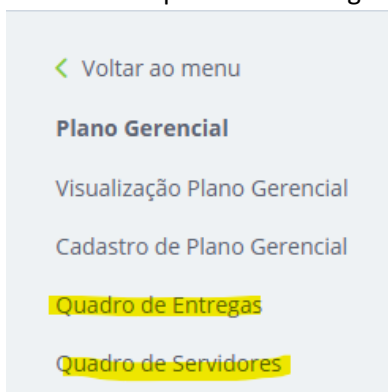 Voltar ao menu
Plano Gerencial
Visualização Plano Gerencial
Cadastro de Plano Gerencial
Quadro de Entregas
Quadro de Servidores